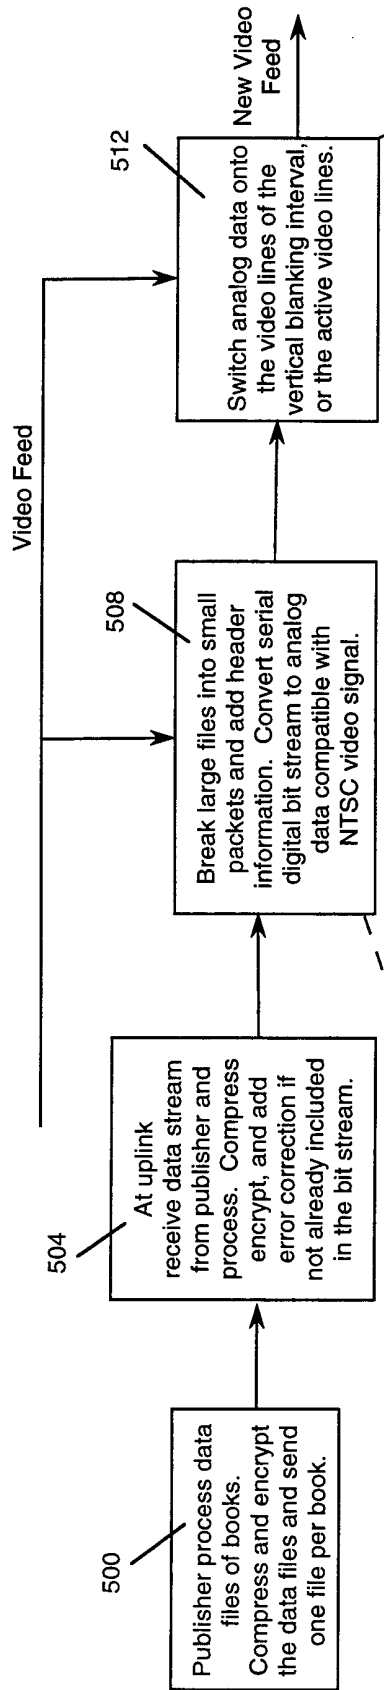 500
Publisher process data
files of books.
Compress and encrypt
the data files and send
one file per book.
504
At uplink
receive data stream
from publisher and
process. Compress
encrypt, and add
error correction if
not already included
in the bit stream.
Video Feed
508
Break large files into small
packets and add header
information. Convert serial
digital bit stream to analog
data compatible with
NTSC video signal.
512
Switch analog data onto
the video lines of the
vertical blanking interval,
or the active video lines.
New Video
Feed